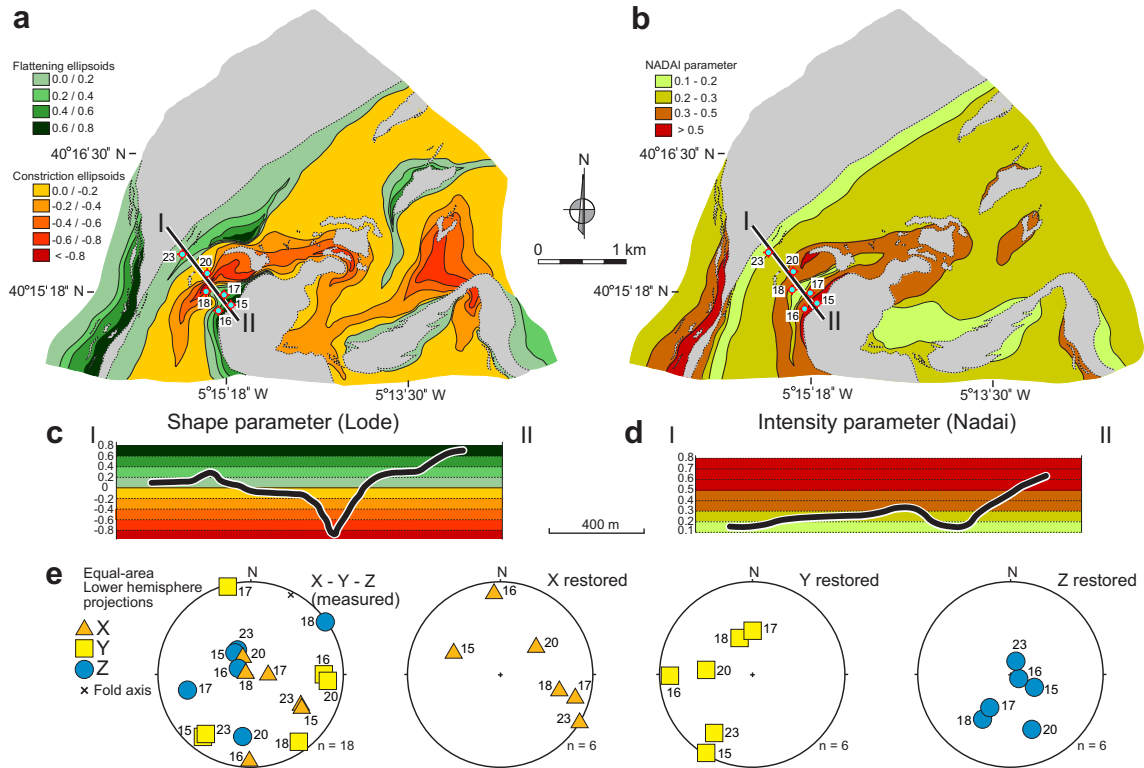 a
Flattening ellipsoids
0.0 / 0.2
0.2 / 0.4
0.4 / 0.6
0.6 / 0.8
40° 16' 30" N
Constriction ellipsoids
0.0 / -0.2
-0.2 / -0.4
-0.4 / -0.6
-0.6 / -0.8
< -0.8
40° 15' 18" N
I
23
20
18
17
15
16
II
5° 15' 18" W
5° 13' 30" W
N
0
1 km
b
NADAI parameter
0.1 - 0.2
0.2 - 0.3
0.3 - 0.5
> 0.5
40° 16' 30" N
40° 15' 18" N
I
23
20
18
17
15
16
II
5° 15' 18" W
5° 13' 30" W
c
I
Shape parameter (Lode)
II
0.8
0.6
0.4
0.2
0
-0.2
-0.4
-0.6
-0.8
400 m
d
I
Intensity parameter (Nadai)
II
0.8
0.7
0.6
0.5
0.4
0.3
0.2
0.1
e
Equal-area
Lower hemisphere
projections
X
Y
Z
× Fold axis
N
X - Y - Z
(measured)
17
18
23
15
20
16
17
17
16
20
23
15
15
23
20
18
16
n = 18
N
X restored
16
15
20
18
17
23
n = 6
N
Y restored
18
17
20
16
23
15
n = 6
N
Z restored
23
16
15
17
18
20
n = 6